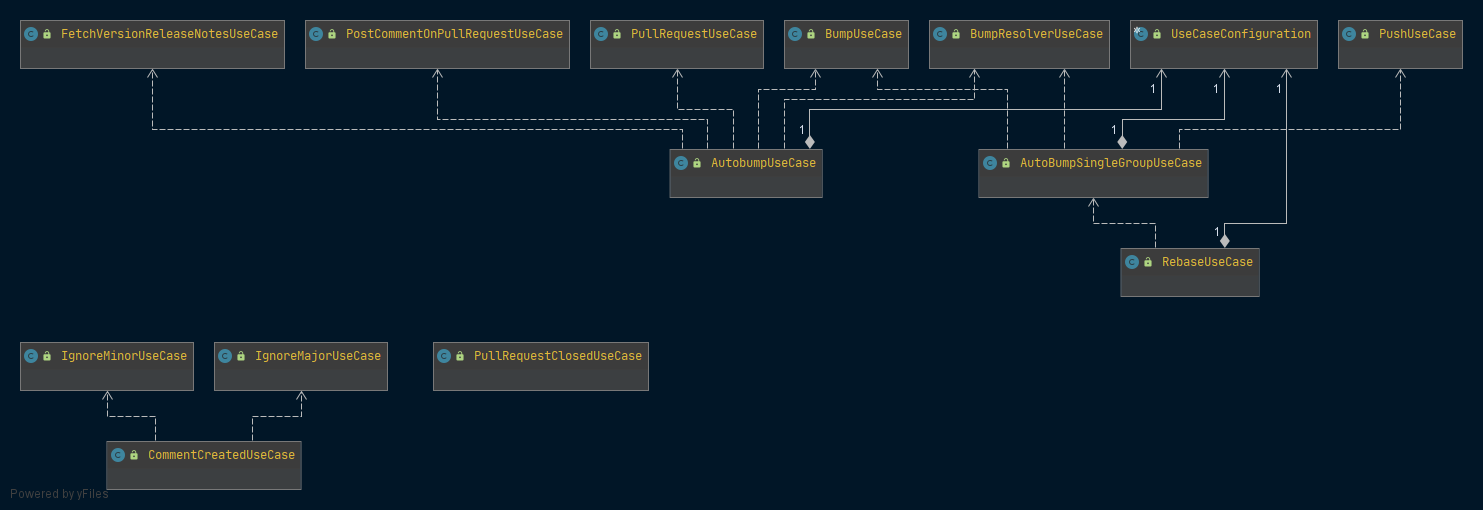 FetchVersionReleaseNotesUseCase
PostCommentOnPullRequestUseCase
PullRequestUseCase
BumpUseCase
BumpResolverUseCase
UseCaseConfiguration
PushUseCase
1
1
1
1
1
AutobumpUseCase
AutoBumpSingleGroupUseCase
1
RebaseUseCase
IgnoreMinorUseCase
IgnoreMajorUseCase
PullRequestClosedUseCase
CommentCreatedUseCase
Powered by yFiles